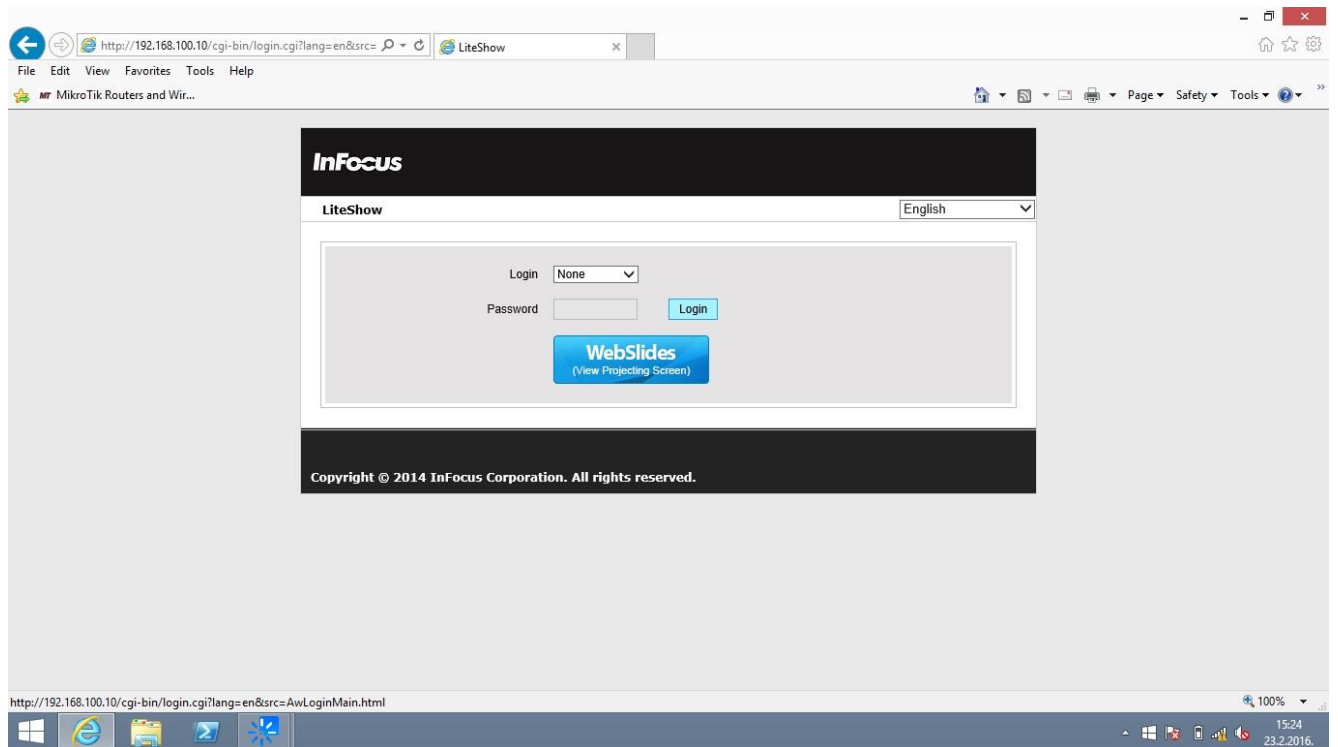 http://192.168.100.10/cgi-bin/login.cgi?lang=en&src=
LiteShow
File Edit View Favorites Tools Help
MT MikroTik Routers and Wir...
Page Safety Tools
InFocus
LiteShow
English
Login None
Password Login
WebSlides
(View Projecting Screen)
Copyright © 2014 InFocus Corporation. All rights reserved.
http://192.168.100.10/cgi-bin/login.cgi?lang=en&src=AwLoginMain.html
100%
15:24
23.2.2016.